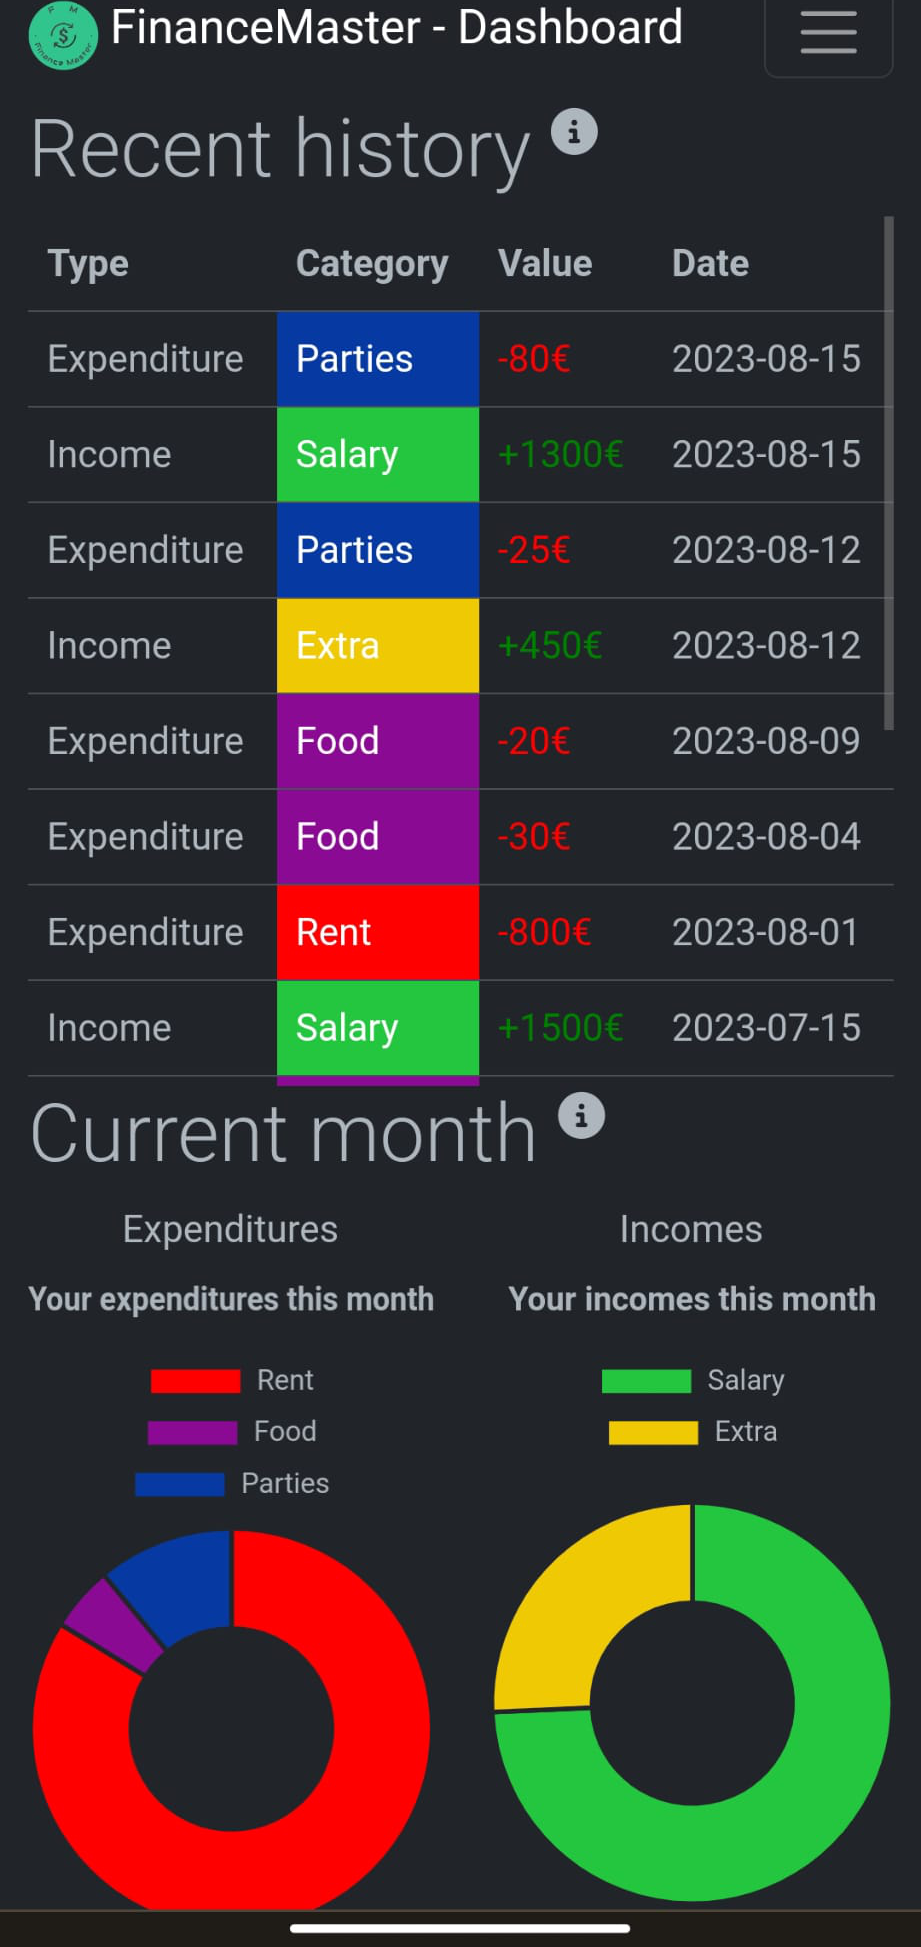 F M
Finance Master
FinanceMaster - Dashboard
Recent history i
Type Category Value Date
Expenditure Parties -80€ 2023-08-15
Income Salary +1300€ 2023-08-15
Expenditure Parties -25€ 2023-08-12
Income Extra +450€ 2023-08-12
Expenditure Food -20€ 2023-08-09
Expenditure Food -30€ 2023-08-04
Expenditure Rent -800€ 2023-08-01
Income Salary +1500€ 2023-07-15
Current month i
Expenditures Incomes
Your expenditures this month Your incomes this month
Rent Salary
Food Extra
Parties